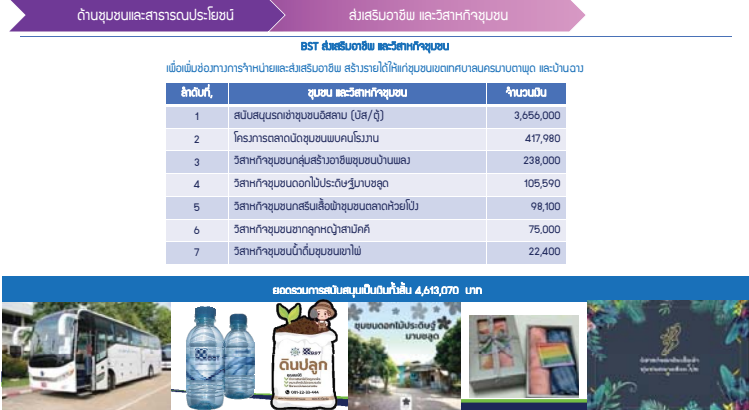 ด้านชุมชนและสาธารณประโยชน์
ส่งเสริมอาชีพ และวิสาหกิจชุมชน
BST ส่งเสริมอาชีพ และวิสาหกิจชุมชน
เพื่อเพิ่มช่องทางการจำหน่ายและส่งเสริมอาชีพ สร้างรายได้ให้แก่ชุมชนเขตเทศบาลนครมาบตาพุด และบ้านฉาง
ลำดับที่, ชุมชน และวิสาหกิจชุมชน จำนวนเงิน
1 สนับสนุนรถเช่าชุมชนอิสลาม (บัส/ตู้) 3,656,000
2 โครงการตลาดนัดชุมชนพบคนโรงงาน 417,980
3 วิสาหกิจชุมชนกลุ่มสร้างอาชีพชุมชนบ้านพลง 238,000
4 วิสาหกิจชุมชนดอกไม้ประดิษฐ์มาบชลูด 105,590
5 วิสาหกิจชุมชนกสรีนเสื้อผ้าชุมชนตลาดห้วยโป่ง 98,100
6 วิสาหกิจชุมชนซากลูกหญ้าสามัคคี 75,000
7 วิสาหกิจชุมชนน้ำดื่มชุมชนเขาไผ่ 22,400
ยอดรวมการสนับสนุนเป็นเงินทั้งสิ้น 4,613,070 บาท
BST
ดินปลูก
ชุมชนดอกไม้ประดิษฐ์
มาบชลูด